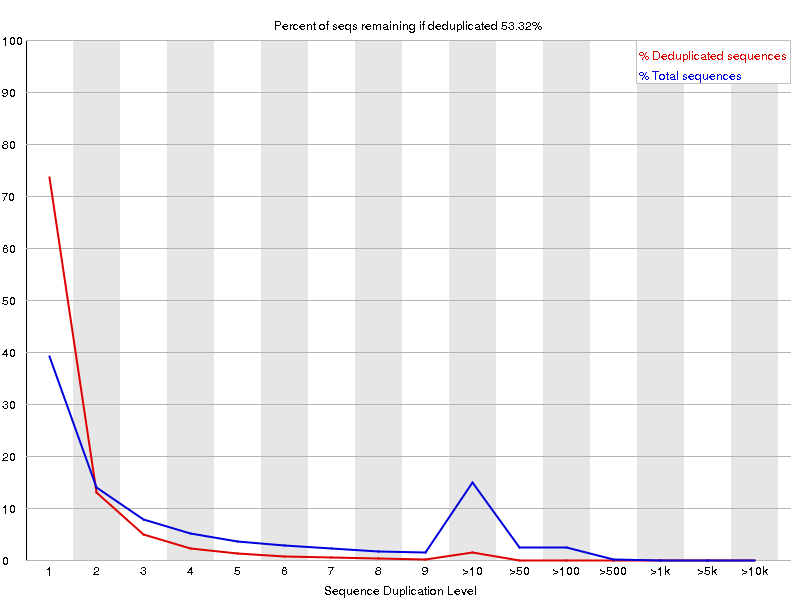 Percent of seqs remaining if deduplicated 53.32%
% Deduplicated sequences
% Total sequences
100
90
80
70
60
50
40
30
20
10
0
1 2 3 4 5 6 7 8 9 >10 >50 >100 >500 >1k >5k >10k
Sequence Duplication Level